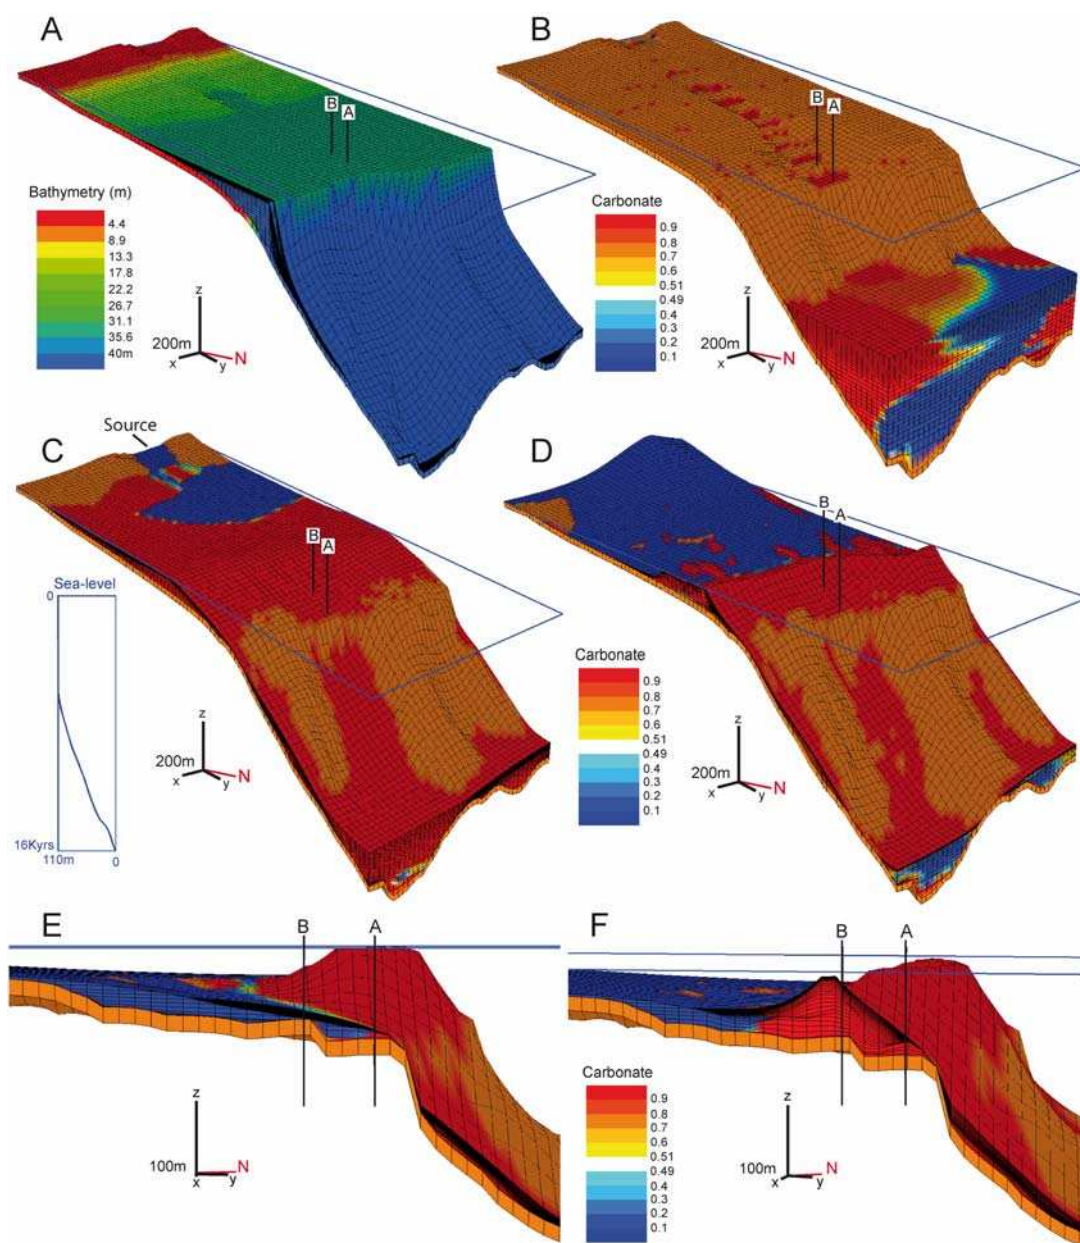 A
B
A
Bathymetry (m)
4.4
8.9
13.3
17.8
22.2
26.7
31.1
35.6
40m
z
200m
x
y
N
B
B
A
Carbonate
0.9
0.8
0.7
0.6
0.51
0.49
0.4
0.3
0.2
0.1
z
200m
x
y
N
C
Source
B
A
Sea-level
0
16Kyrs
110m
0
z
200m
x
y
N
D
B
A
Carbonate
0.9
0.8
0.7
0.6
0.51
0.49
0.4
0.3
0.2
0.1
z
200m
x
y
N
E
B
A
z
100m
x
y
N
F
B
A
Carbonate
0.9
0.8
0.7
0.6
0.51
0.49
0.4
0.3
0.2
0.1
z
100m
x
y
N